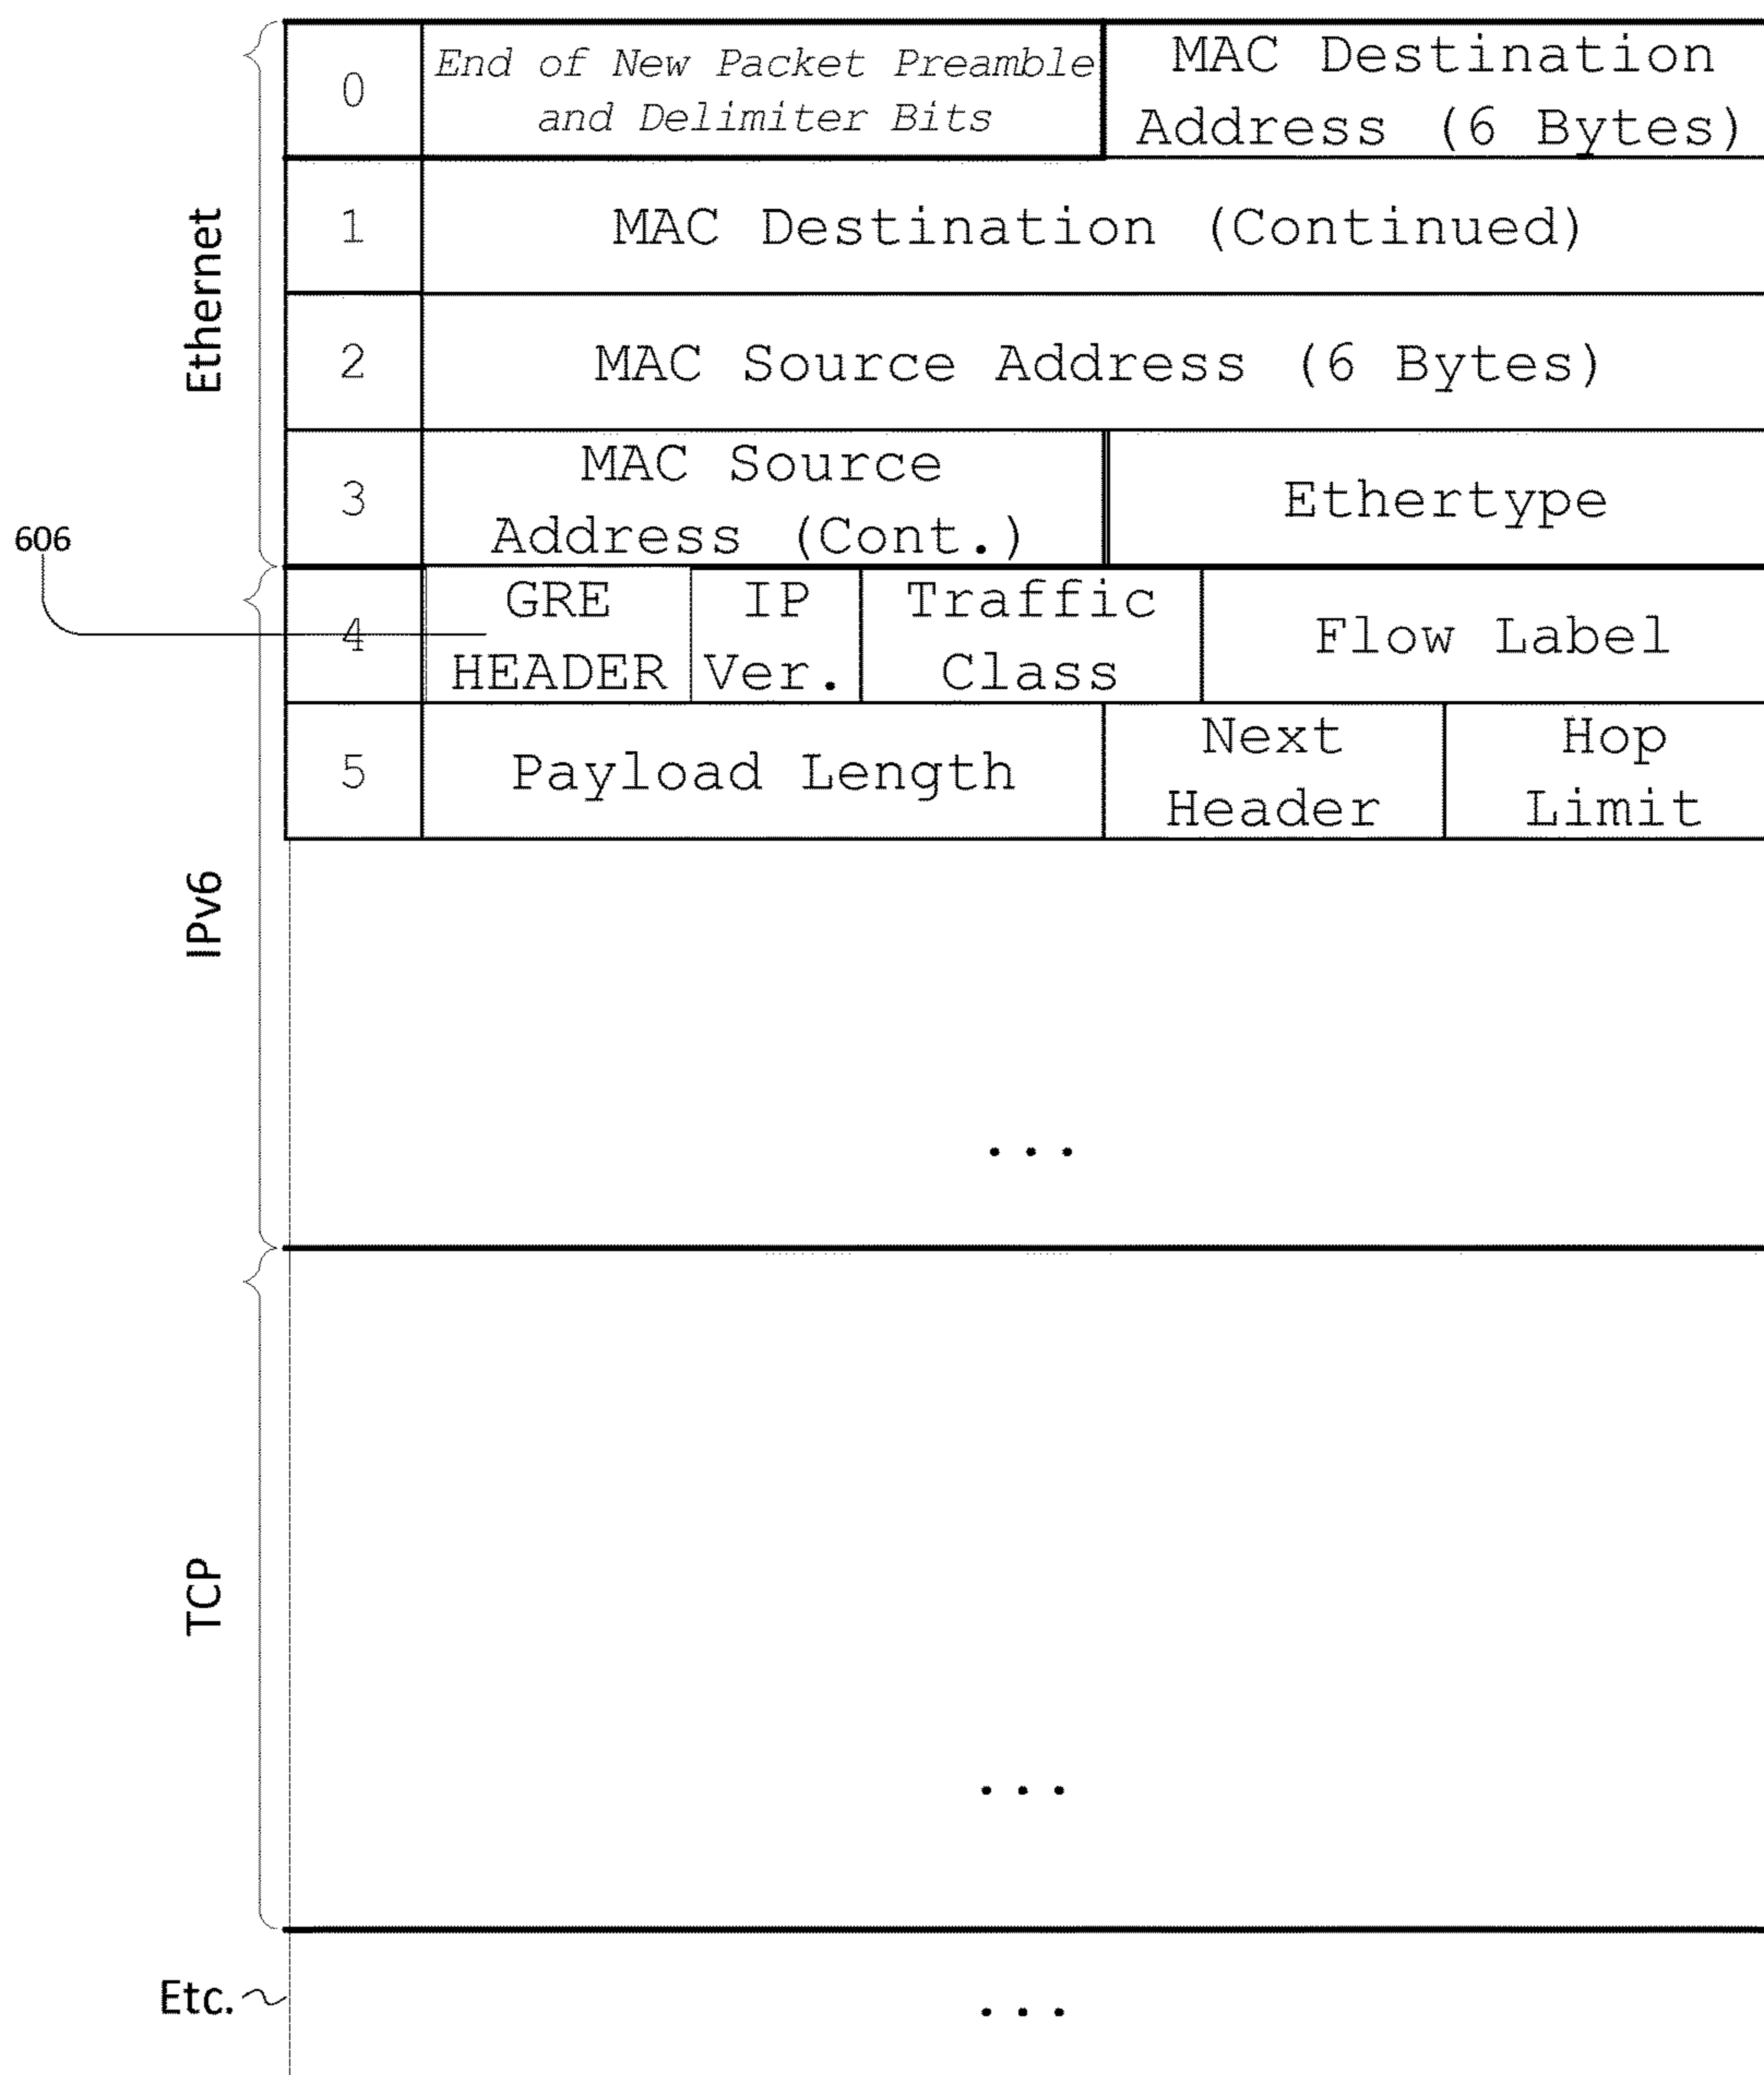 0
End of New Packet Preamble
and Delimiter Bits
MAC Destination
Address (6 Bytes)
Ethernet
1
MAC Destination (Continued)
2
MAC Source Address (6 Bytes)
3
MAC Source
Address (Cont.)
Ethertype
606
4
GRE
HEADER
IP
Ver.
Traffic
Class
Flow Label
5
Payload Length
Next
Header
Hop
Limit
IPv6
...
TCP
...
Etc.
...